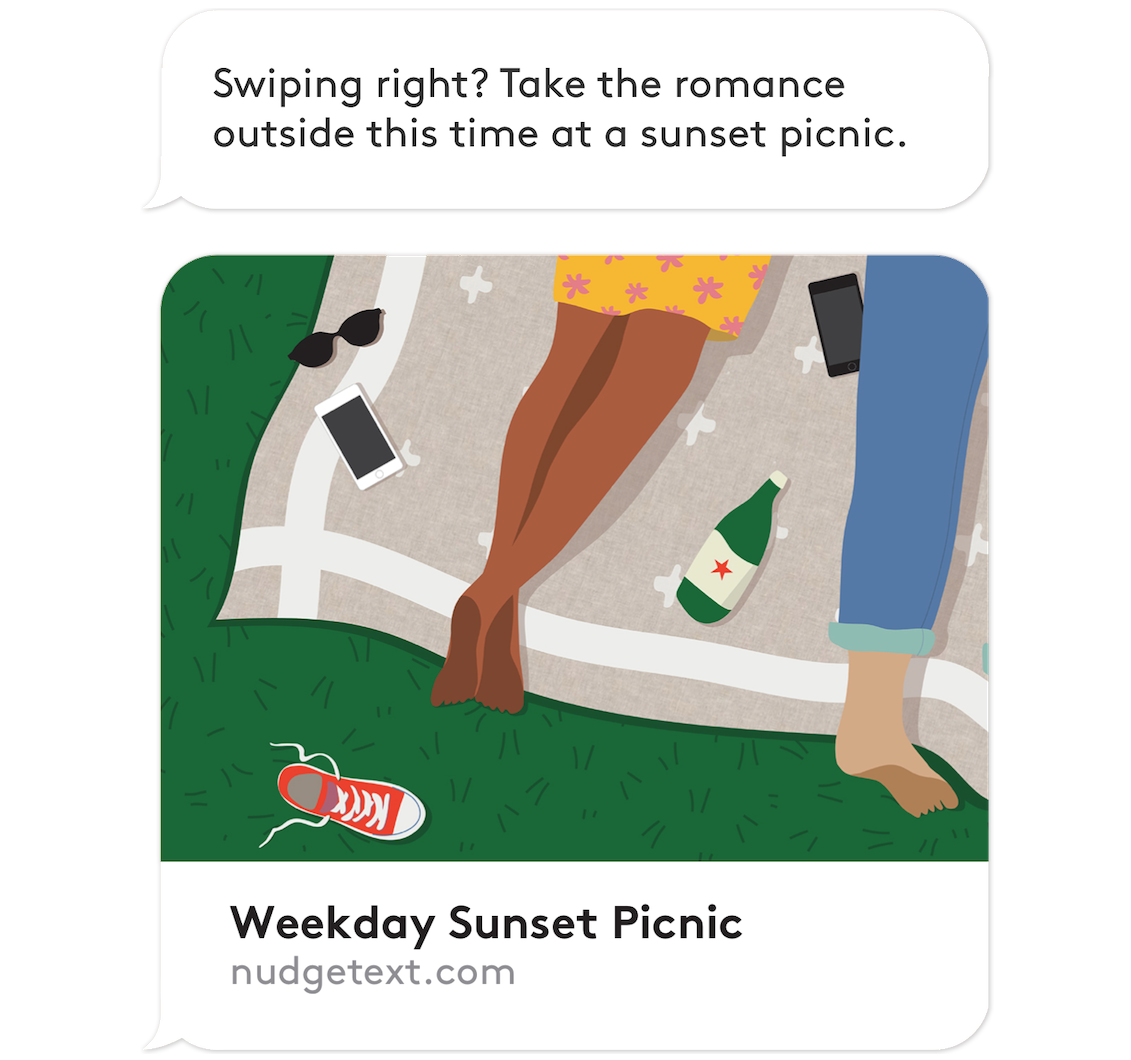 Swiping right? Take the romance
outside this time at a sunset picnic.
Weekday Sunset Picnic
nudgetext.com